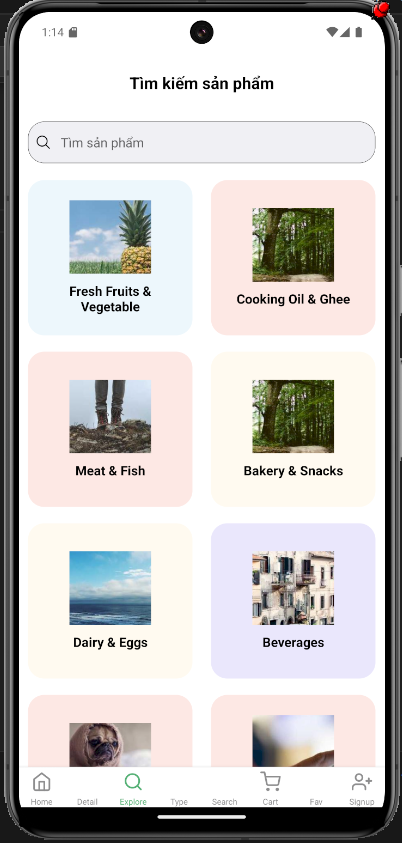 1:14
Tìm kiếm sản phẩm
Tìm sản phẩm
Fresh Fruits &
Vegetable
Cooking Oil & Ghee
Meat & Fish
Bakery & Snacks
Dairy & Eggs
Beverages
Home
Detail
Explore
Type
Search
Cart
Fav
Signup